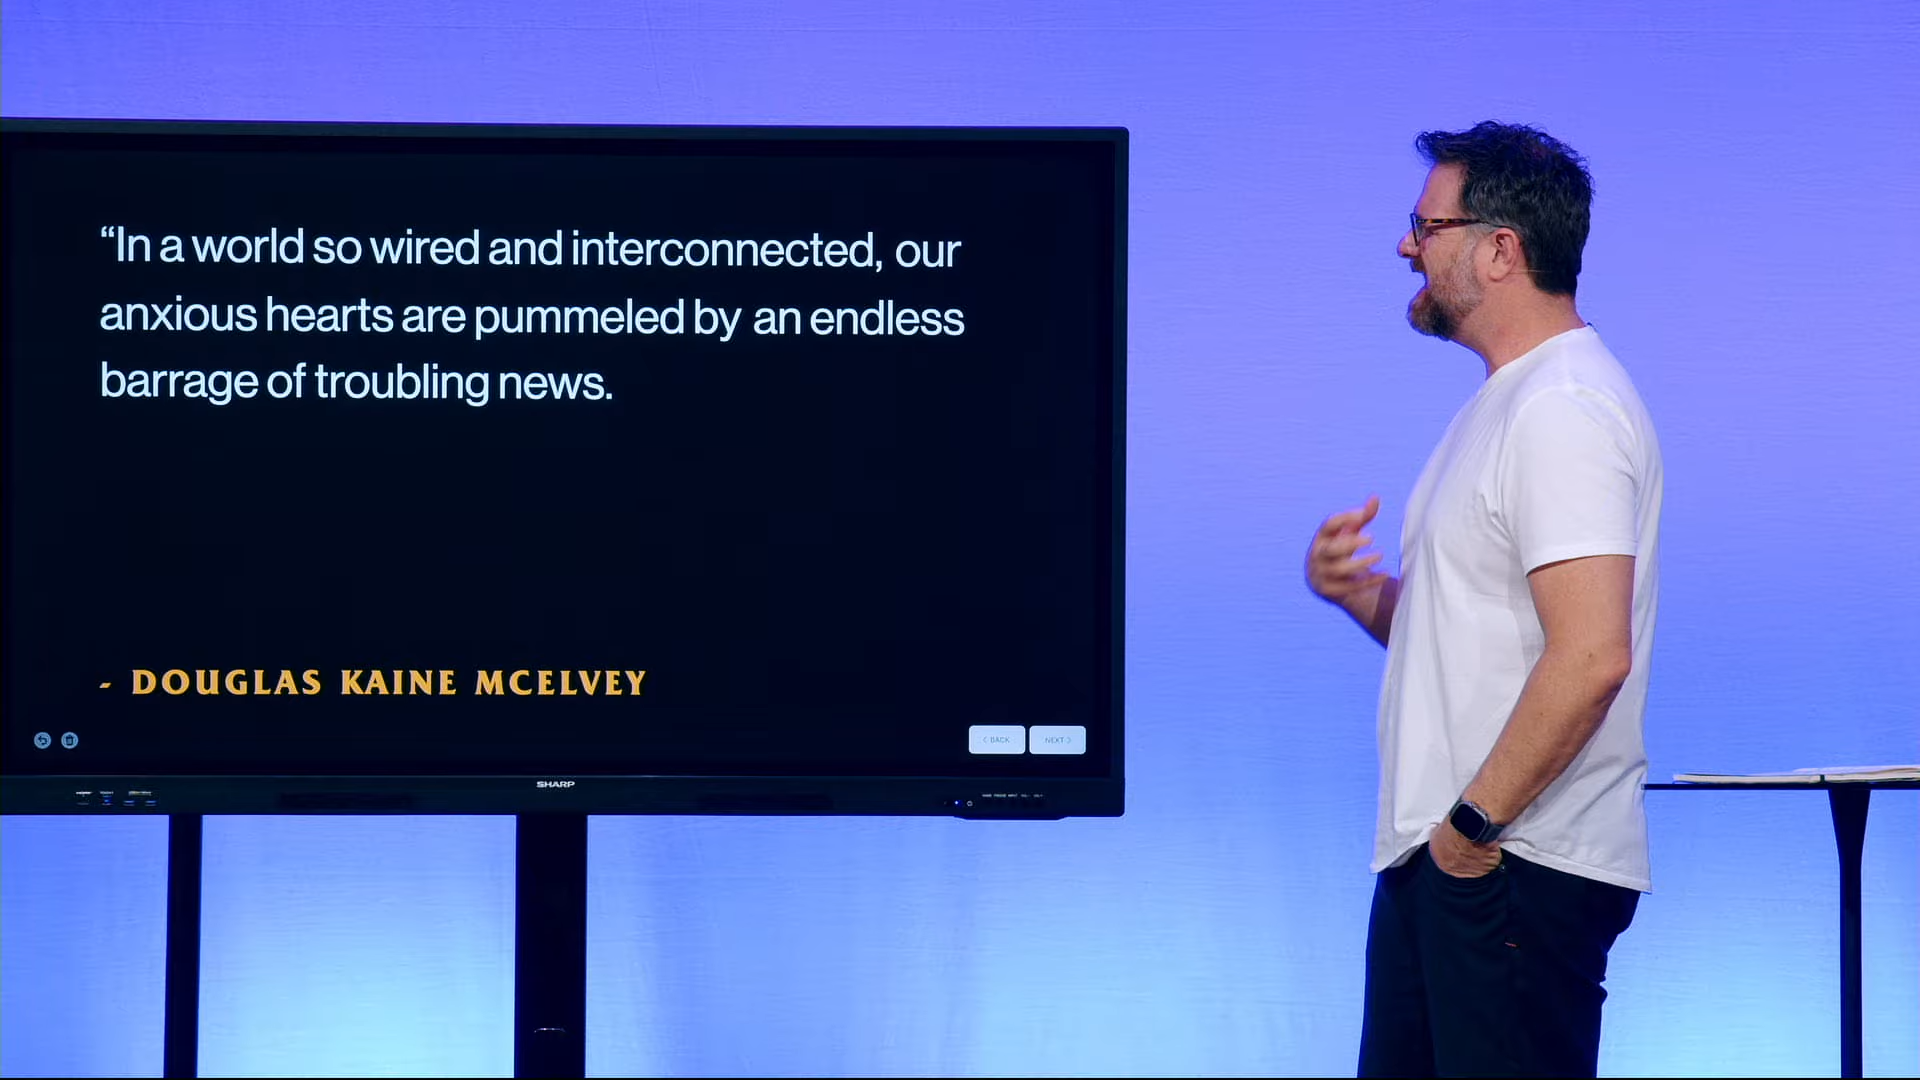 “In a world so wired and interconnected, our
anxious hearts are pummeled by an endless
barrage of troubling news.
- DOUGLAS KAINE MCELVEY
< BACK
NEXT >
SHARP